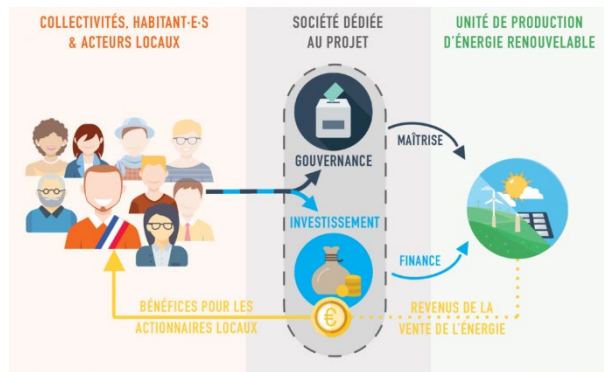 COLLECTIVITÉS, HABITANT·E·S
& ACTEURS LOCAUX
SOCIÉTÉ DÉDIÉE
AU PROJET
UNITÉ DE PRODUCTION
D'ÉNERGIE RENOUVELABLE
GOUVERNANCE
MAÎTRISE
INVESTISSEMENT
FINANCE
BÉNÉFICES POUR LES
ACTIONNAIRES LOCAUX
€
REVENUS DE LA
VENTE DE L'ÉNERGIE